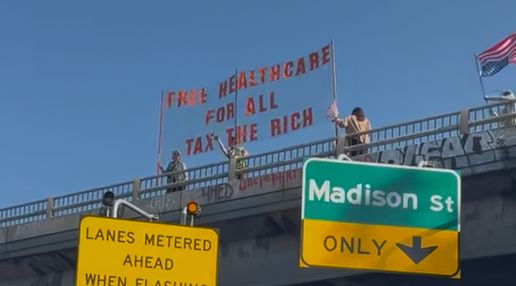 FREE HEALTHCARE
FOR ALL
TAX THE RICH
Madison St
ONLY
LANES METERED
AHEAD
WHEN FLASHING